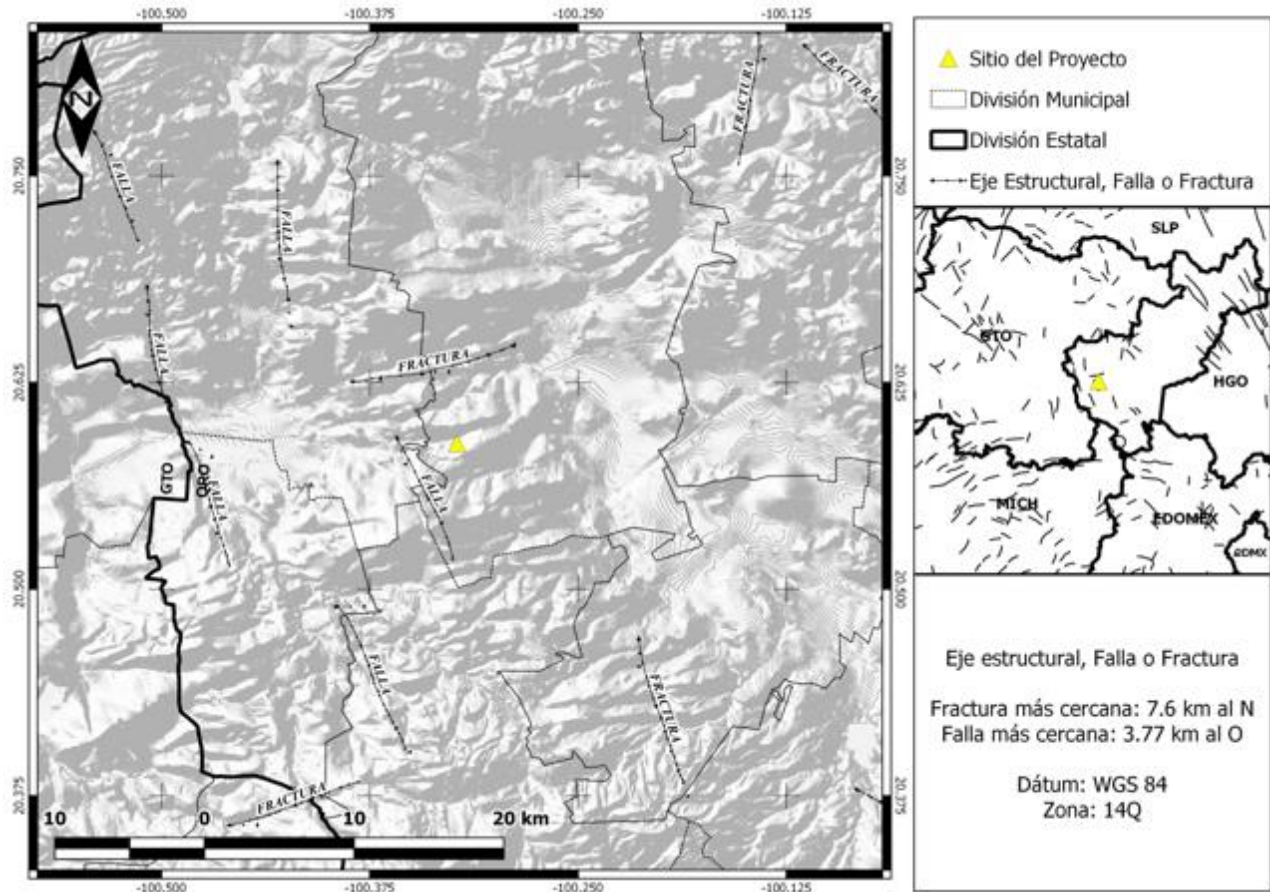 -100.500 -100.375 -100.250 -100.125
Z
20.750 20.750
20.625 20.625
20.500 20.500
20.375 20.375
FALLA
FALLA
FRACTURA
FRACTURA
FALLA
FRACTURA
GTO
QRO
FALLA
FALLA
FALLA
FRACTURA
FRACTURA
10 0 10 20 km
-100.500 -100.375 -100.250 -100.125
Sitio del Proyecto
División Municipal
División Estatal
Eje Estructural, Falla o Fractura
SLP
GTO
HGO
MICH
EDOMEX
CDMX
Eje estructural, Falla o Fractura
Fractura más cercana: 7.6 km al N
Falla más cercana: 3.77 km al O
Dátum: WGS 84
Zona: 14Q